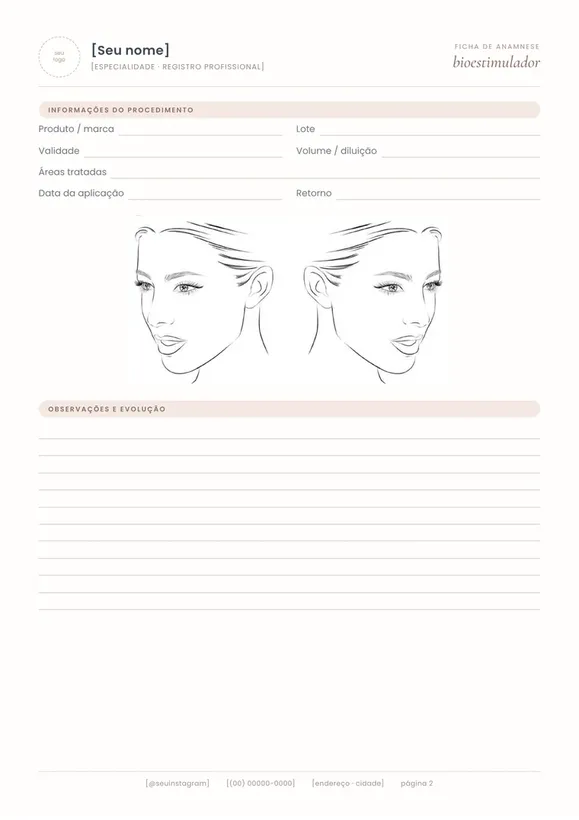 seu
logo
[Seu nome]
[ESPECIALIDADE · REGISTRO PROFISSIONAL]
FICHA DE ANAMNESE
bioestimulador
INFORMAÇÕES DO PROCEDIMENTO
Produto / marca
Lote
Validade
Volume / diluição
Áreas tratadas
Data da aplicação
Retorno
OBSERVAÇÕES E EVOLUÇÃO
[@seuinstagram] [(00) 00000-0000] [endereço · cidade] página 2